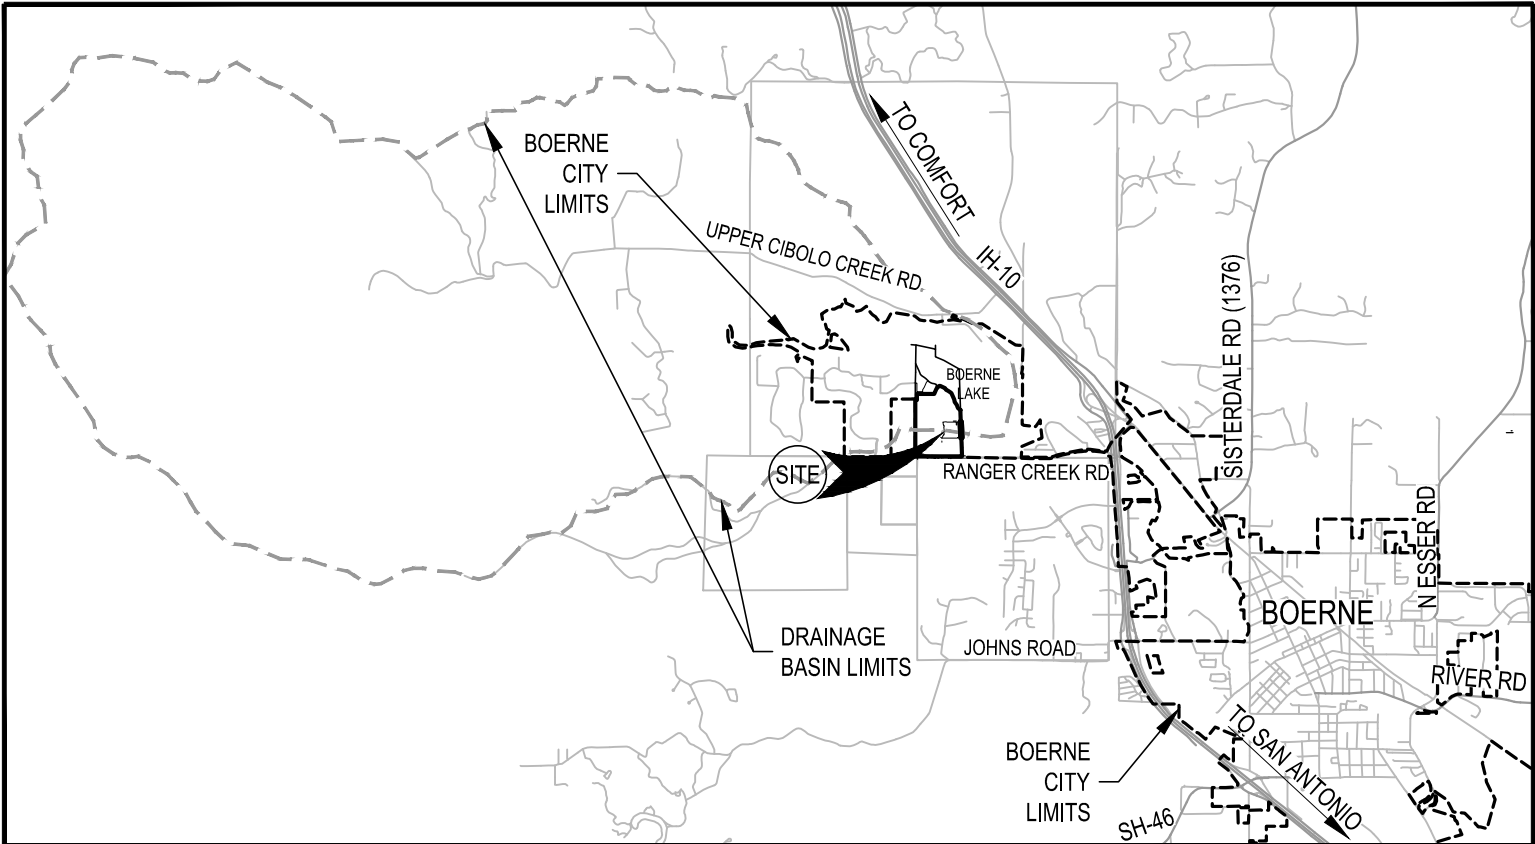 BOERNE
CITY
LIMITS
TO COMFORT
UPPER CIBOLO CREEK RD
IH-10
SISTERDALE RD (1376)
BOERNE
LAKE
SITE
RANGER CREEK RD
N ESSER RD
BOERNE
DRAINAGE
BASIN LIMITS
JOHNS ROAD
RIVER RD
TO SAN ANTONIO
BOERNE
CITY
LIMITS
SH-46